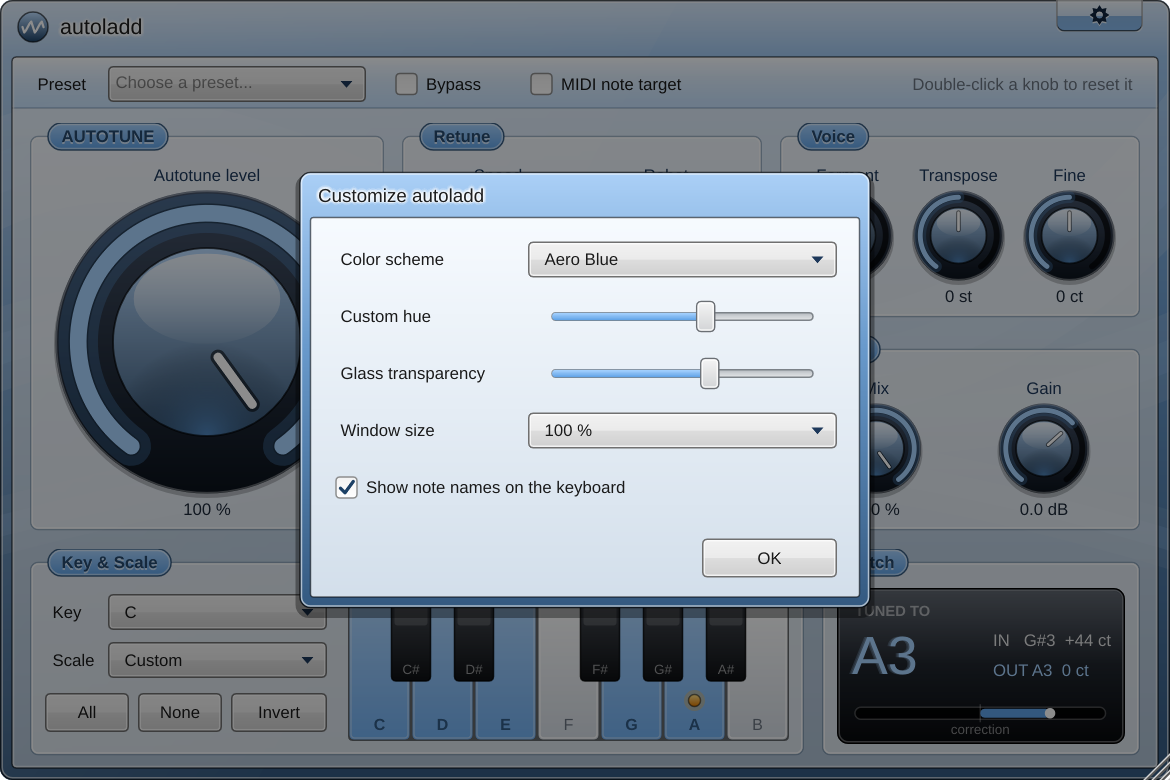 autoladd
Preset
Choose a preset...
Bypass
MIDI note target
Double-click a knob to reset it
AUTOTUNE
Retune
Voice
Autotune level
Transpose
Fine
0 st
0 ct
100 %
Customize autoladd
Color scheme
Aero Blue
Custom hue
Glass transparency
Window size
100 %
Show note names on the keyboard
OK
Mix
Gain
0 %
0.0 dB
Key & Scale
Key
C
Scale
Custom
All
None
Invert
C#
D#
F#
G#
A#
C
D
E
F
G
A
B
TUNED TO
A3
IN G#3 +44 ct
OUT A3 0 ct
correction